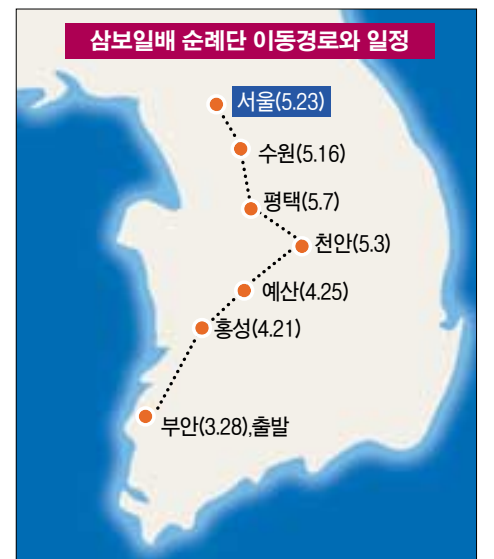 삼보일배 순례단 이동경로와 일정
서울(5.23)
수원(5.16)
평택(5.7)
천안(5.3)
예산(4.25)
홍성(4.21)
부안(3.28),출발